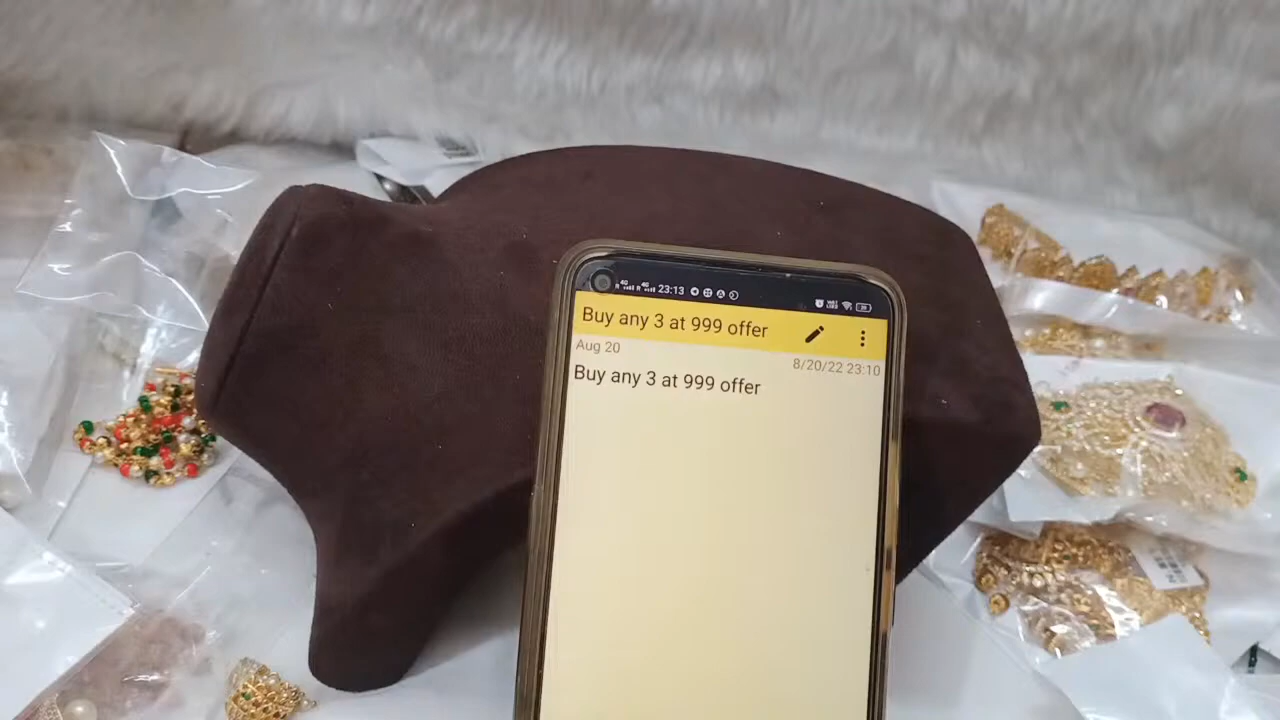 23:13
Buy any 3 at 999 offer
Aug 20
8/20/22 23:10
Buy any 3 at 999 offer